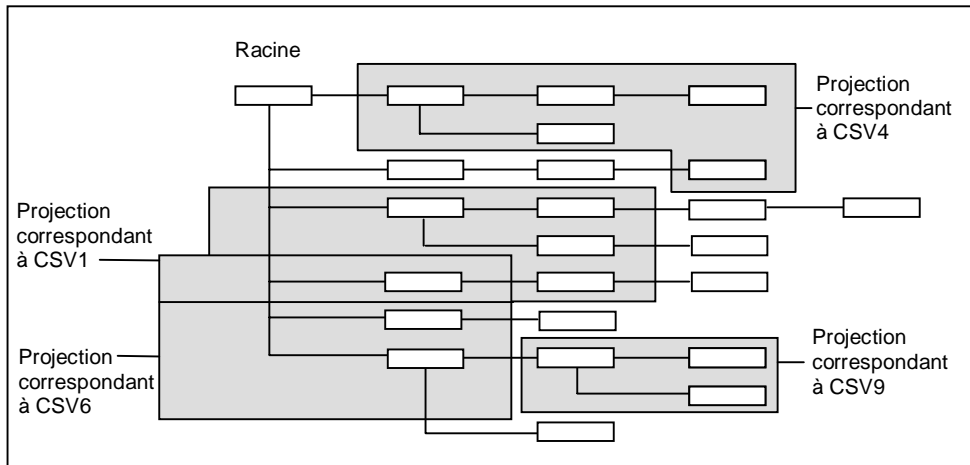 Racine
Projection
correspondant
à CSV4
Projection
correspondant
à CSV1
Projection
correspondant
à CSV6
Projection
correspondant
à CSV9